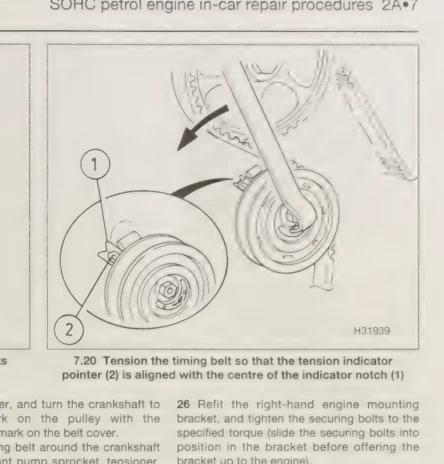 SOHC petrol engine in-car repair procedures 2A•7
1
2
H31939
7.20 Tension the timing belt so that the tension indicator
pointer (2) is aligned with the centre of the indicator notch (1)
er, and turn the crankshaft to
on the pulley with the
mark on the belt cover.
belt around the crankshaft
pump sprocket, tensioner
26 Refit the right-hand engine mounting
bracket, and tighten the securing bolts to the
specified torque (slide the securing bolts into
position in the bracket before offering the
bracket up to the engine)